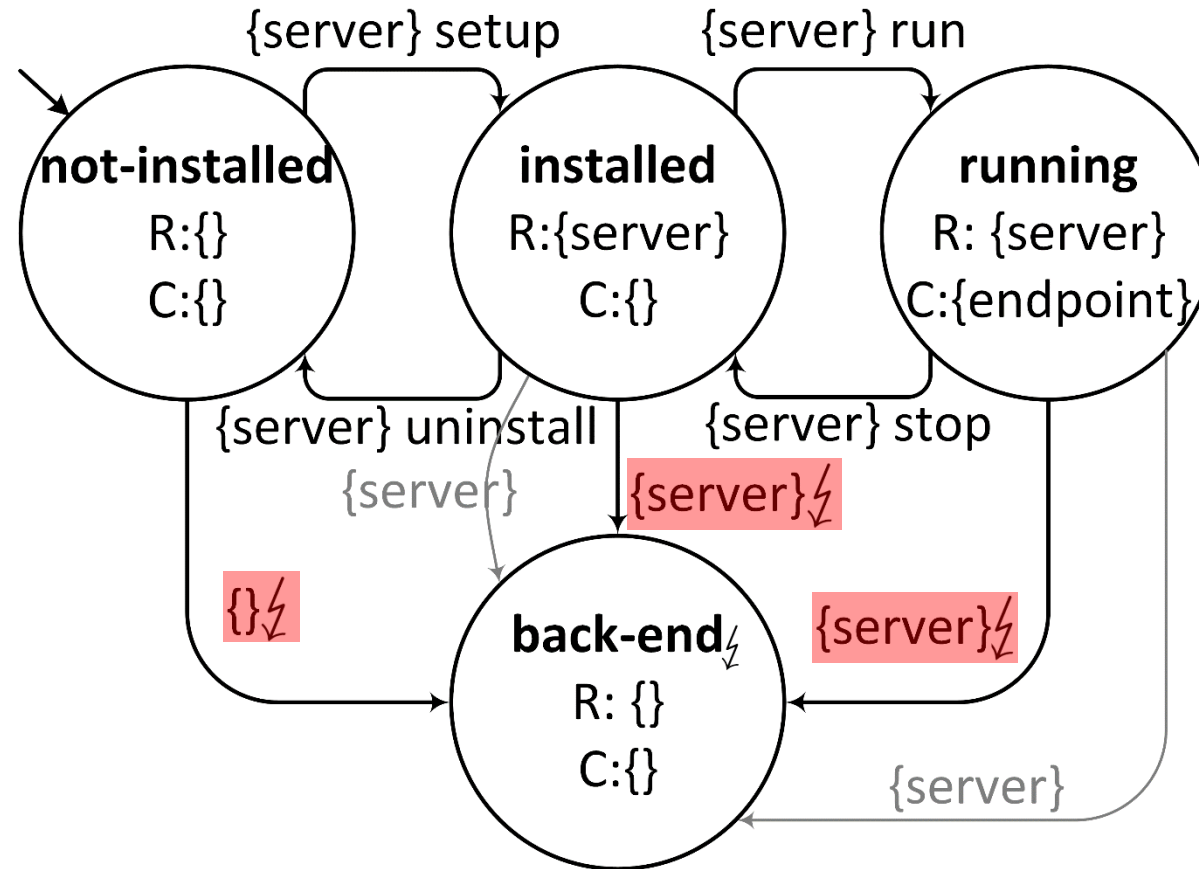 {server} setup
{server} run
not-installed
R:{}
C:{}
installed
R:{server}
C:{}
running
R: {server}
C:{endpoint}
{server} uninstall
{server} stop
{server}
{server}
{}
{server}
back-end
R: {}
C:{}
{server}